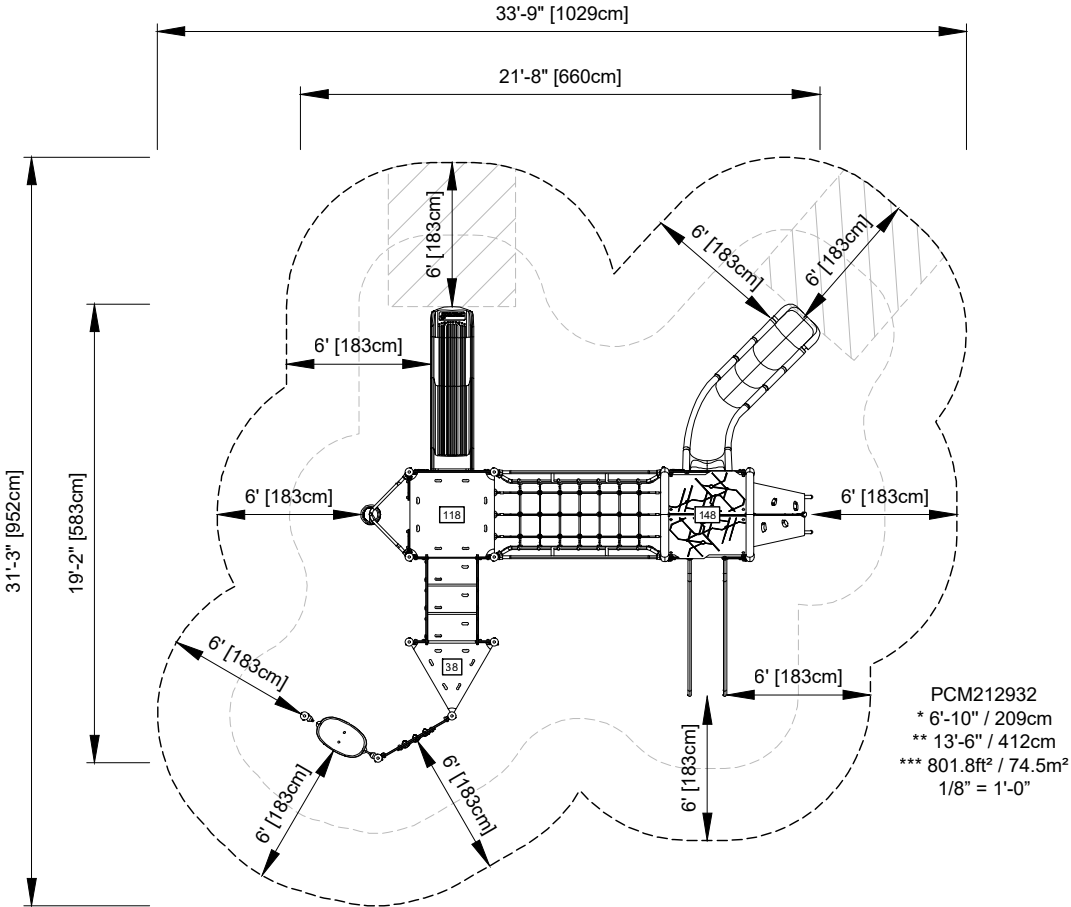 33'-9" [1029cm]
21'-8" [660cm]
6' [183cm]
6' [183cm]
6' [183cm]
6' [183cm]
31'-3" [952cm]
19'-2" [583cm]
6' [183cm]
118
148
6' [183cm]
38
6' [183cm]
6' [183cm]
6' [183cm]
6' [183cm]
6' [183cm]
PCM212932
* 6'-10" / 209cm
** 13'-6" / 412cm
*** 801.8ft² / 74.5m²
1/8” = 1'-0”